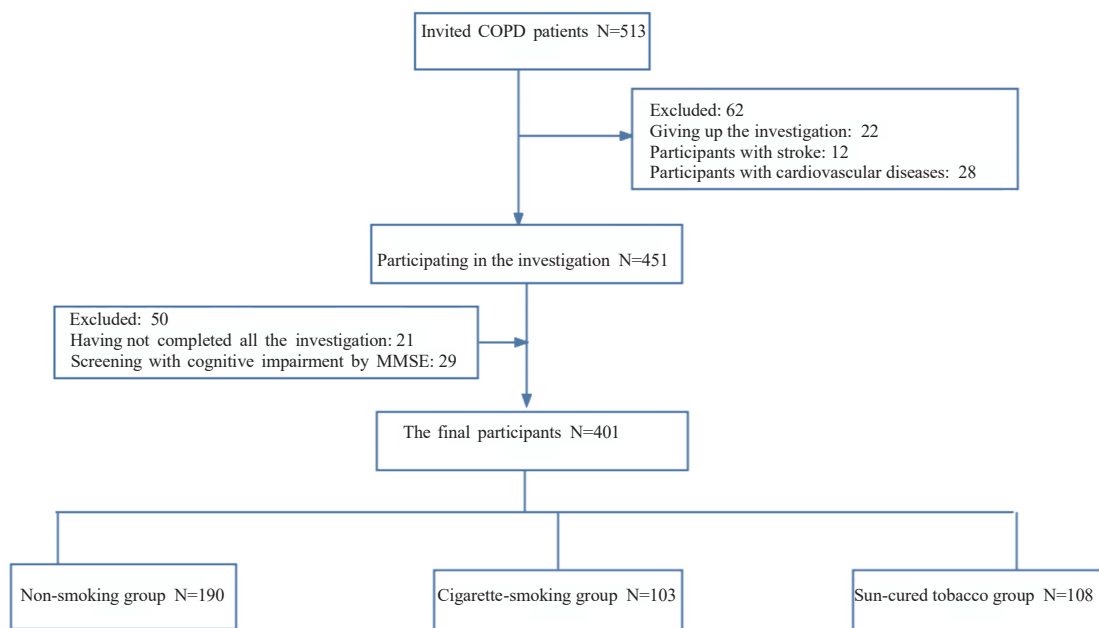 Invited COPD patients N=513
Excluded: 62
Giving up the investigation: 22
Participants with stroke: 12
Participants with cardiovascular diseases: 28
Participating in the investigation N=451
Excluded: 50
Having not completed all the investigation: 21
Screening with cognitive impairment by MMSE: 29
The final participants N=401
Non-smoking group N=190
Cigarette-smoking group N=103
Sun-cured tobacco group N=108